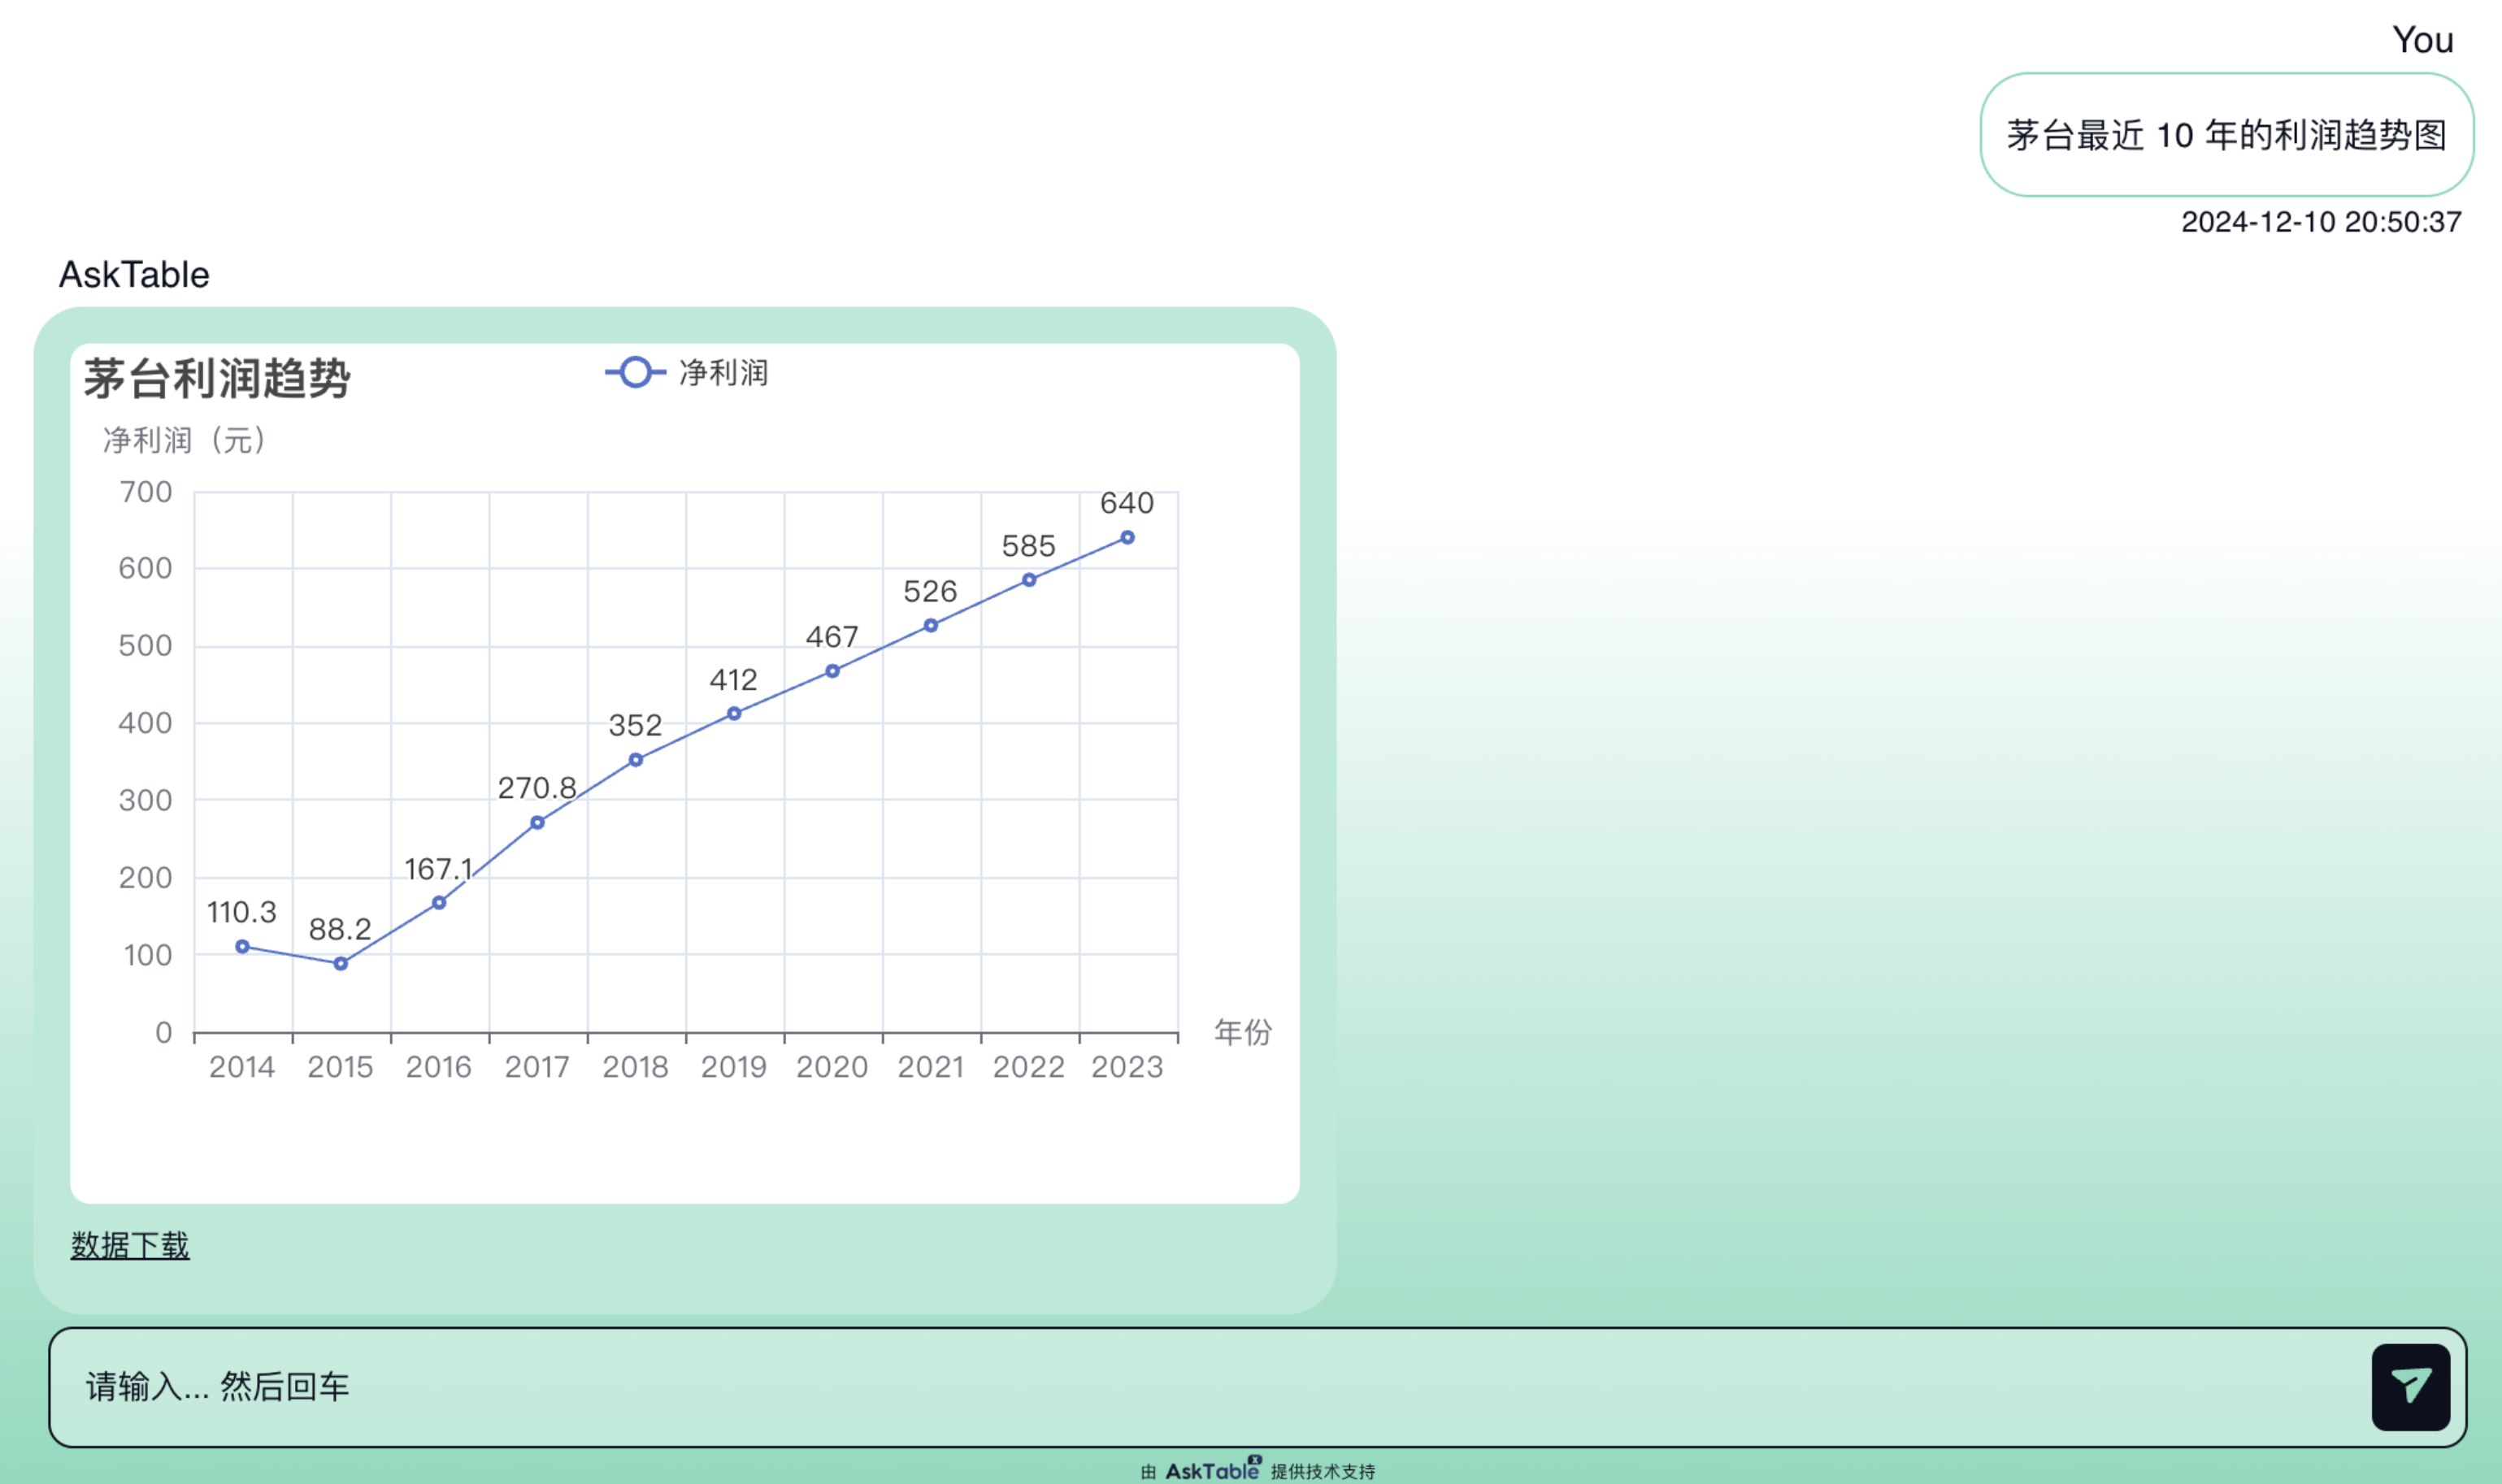 You
茅台最近 10 年的利润趋势图
2024-12-10 20:50:37
AskTable
茅台利润趋势
净利润
净利润（元）
700
600
500
400
300
200
100
0
110.3
88.2
167.1
270.8
352
412
467
526
585
640
2014 2015 2016 2017 2018 2019 2020 2021 2022 2023
年份
数据下载
请输入... 然后回车
由 AskTable x 提供技术支持